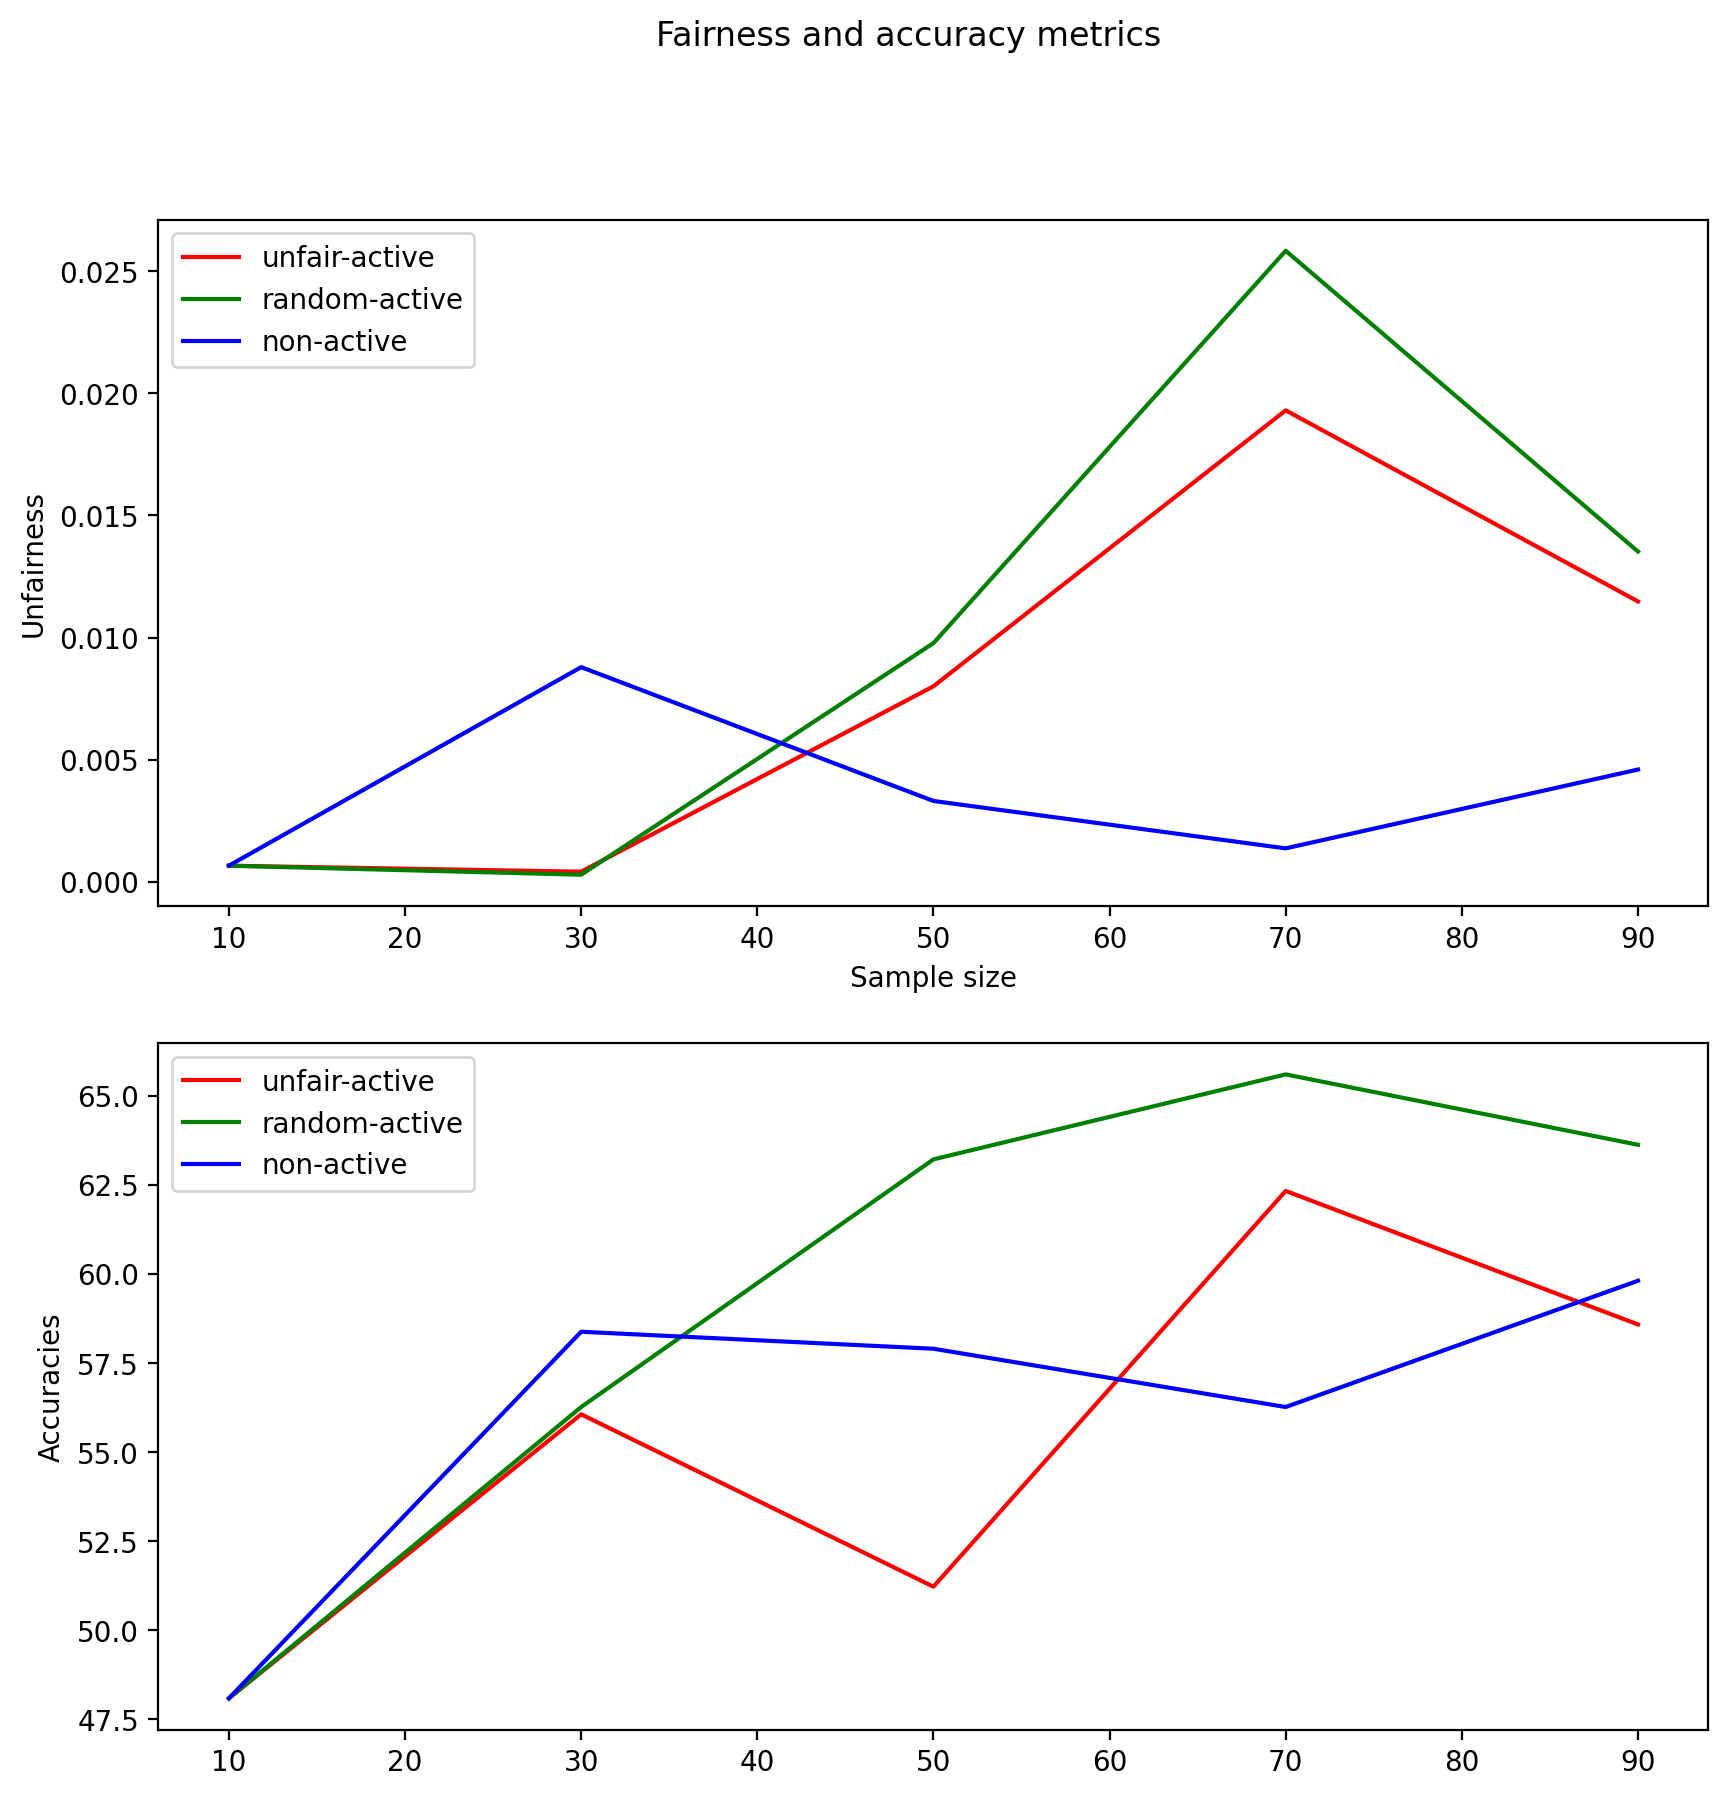 Fairness and accuracy metrics
unfair-active
random-active
non-active
0.025
0.020
0.015
0.010
0.005
0.000
Unfairness
10 20 30 40 50 60 70 80 90
Sample size
unfair-active
random-active
non-active
65.0
62.5
60.0
57.5
55.0
52.5
50.0
47.5
Accuracies
10 20 30 40 50 60 70 80 90